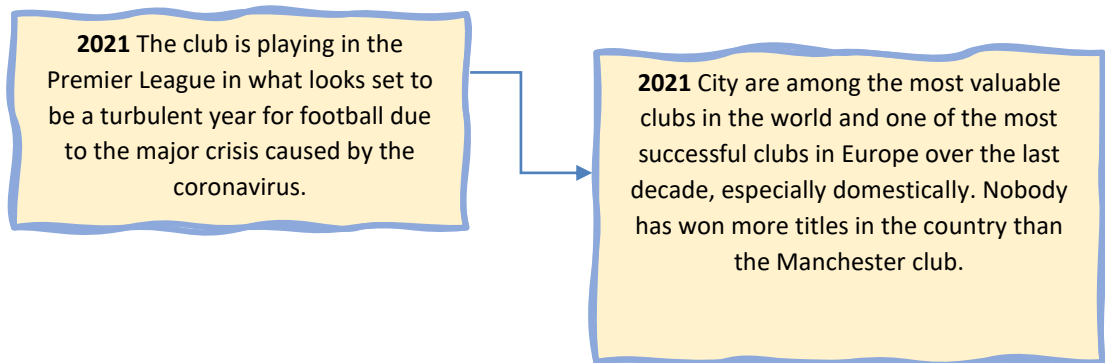 2021 The club is playing in the
Premier League in what looks set to
be a turbulent year for football due
to the major crisis caused by the
coronavirus.
2021 City are among the most valuable
clubs in the world and one of the most
successful clubs in Europe over the last
decade, especially domestically. Nobody
has won more titles in the country than
the Manchester club.